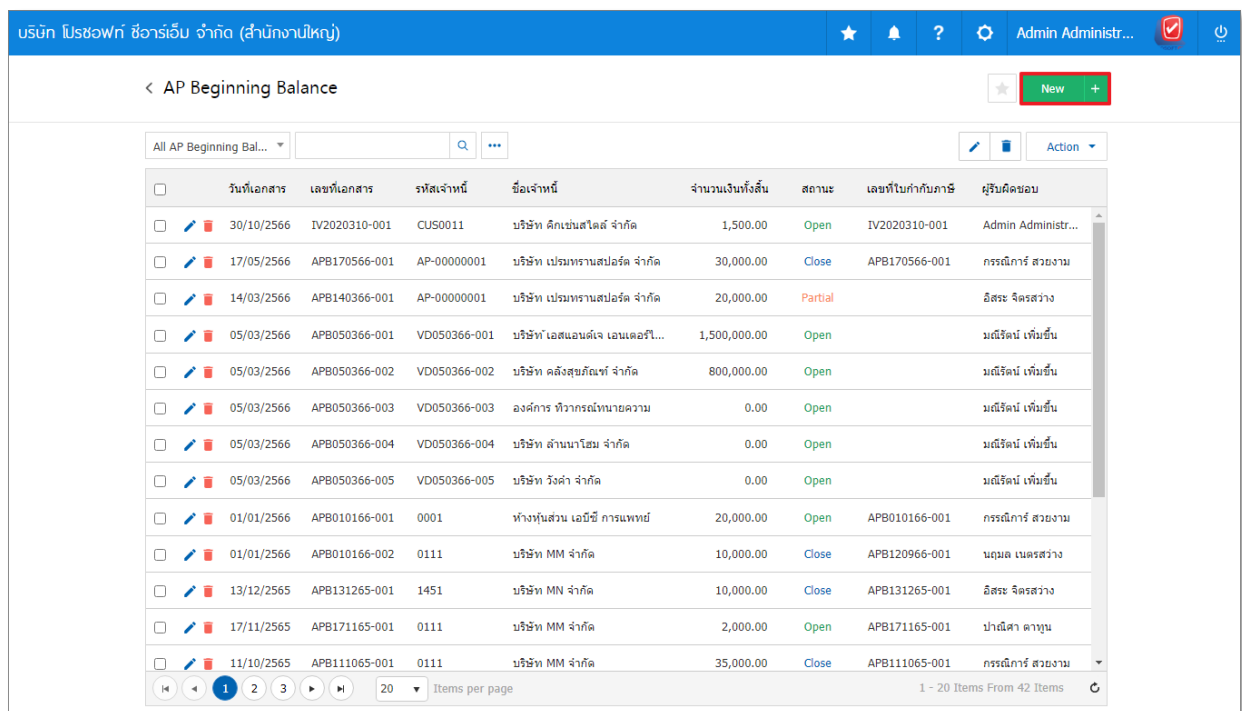 บริษัท โปรซอฟท์ ซีอาร์เอ็ม จำกัด (สำนักงานใหญ่) ? Admin Administr...
< AP Beginning Balance New +
All AP Beginning Bal... Action
วันที่เอกสาร เลขที่เอกสาร รหัสเจ้าหนี้ ชื่อเจ้าหนี้ จำนวนเงินทั้งสิ้น สถานะ เลขที่ใบกำกับภาษี ผู้รับผิดชอบ
30/10/2566 IV2020310-001 CUS0011 บริษัท คิกเช่นสไตล์ จำกัด 1,500.00 Open IV2020310-001 Admin Administr...
17/05/2566 APB170566-001 AP-00000001 บริษัท เปรมทรานสปอร์ต จำกัด 30,000.00 Close APB170566-001 กรรณิการ์ สวยงาม
14/03/2566 APB140366-001 AP-00000001 บริษัท เปรมทรานสปอร์ต จำกัด 20,000.00 Partial อิสระ จิตรสว่าง
05/03/2566 APB050366-001 VD050366-001 บริษัท เอสแอนด์เจ เอนเตอร์ไ... 1,500,000.00 Open มณีรัตน์ เพิ่มขึ้น
05/03/2566 APB050366-002 VD050366-002 บริษัท คลังสุขภัณฑ์ จำกัด 800,000.00 Open มณีรัตน์ เพิ่มขึ้น
05/03/2566 APB050366-003 VD050366-003 องค์การ ทิวากรณ์ทนายความ 0.00 Open มณีรัตน์ เพิ่มขึ้น
05/03/2566 APB050366-004 VD050366-004 บริษัท ล้านนาโฮม จำกัด 0.00 Open มณีรัตน์ เพิ่มขึ้น
05/03/2566 APB050366-005 VD050366-005 บริษัท วังคำ จำกัด 0.00 Open มณีรัตน์ เพิ่มขึ้น
01/01/2566 APB010166-001 0001 ห้างหุ้นส่วน เอบีซี การแพทย์ 20,000.00 Open APB010166-001 กรรณิการ์ สวยงาม
01/01/2566 APB010166-002 0111 บริษัท MM จำกัด 10,000.00 Close APB120966-001 นฤมล เนตรสว่าง
13/12/2565 APB131265-001 1451 บริษัท MN จำกัด 10,000.00 Close APB131265-001 อิสระ จิตรสว่าง
17/11/2565 APB171165-001 0111 บริษัท MM จำกัด 2,000.00 Open APB171165-001 ปาณิศา ตาทูน
11/10/2565 APB111065-001 0111 บริษัท MM จำกัด 35,000.00 Close APB111065-001 กรรณิการ์ สวยงาม
1 2 3 20 Items per page 1 - 20 Items From 42 Items